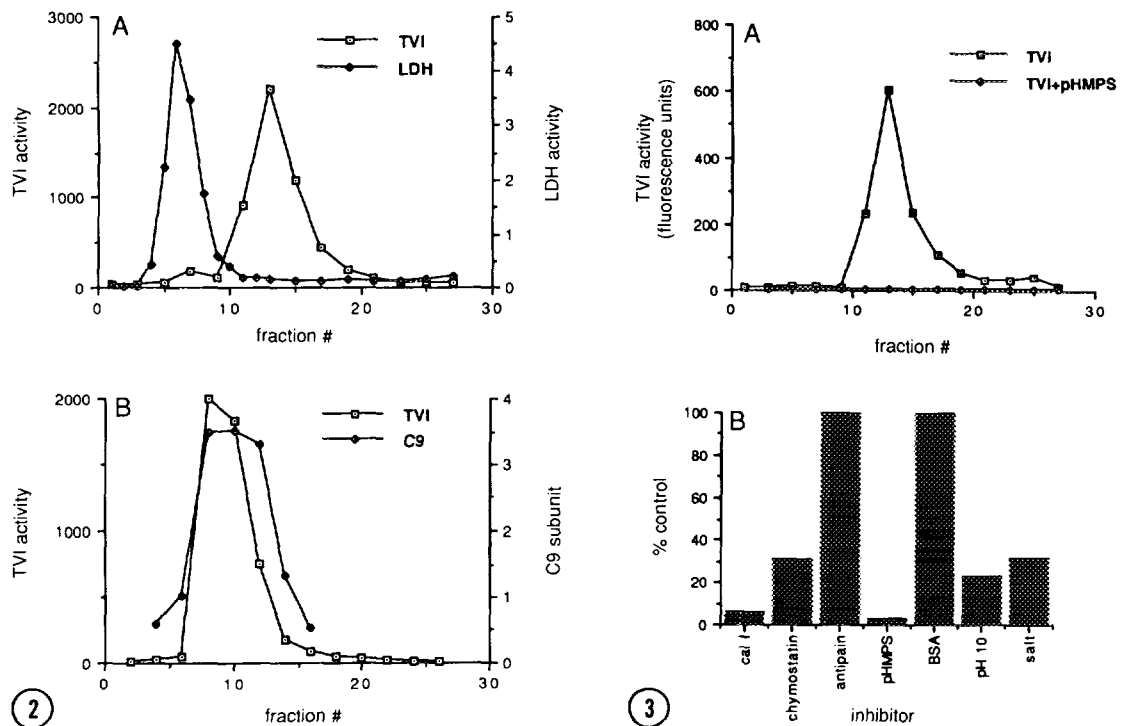 A
TVI
LDH
3000
2000
1000
0
5
4
3
2
1
0
0
10
20
30
TVI activity
LDH activity
fraction #
B
TVI
C9
2000
1000
0
4
3
2
1
0
0
10
20
30
TVI activity
C9 subunit
fraction #
2
A
TVI
TVI+pHMPS
800
600
400
200
0
0
10
20
30
TVI activity
(fluorescence units)
fraction #
B
100
80
60
40
20
0
% control
cal I
chymostatin
antipain
pHMPS
BSA
pH 10
salt
inhibitor
3